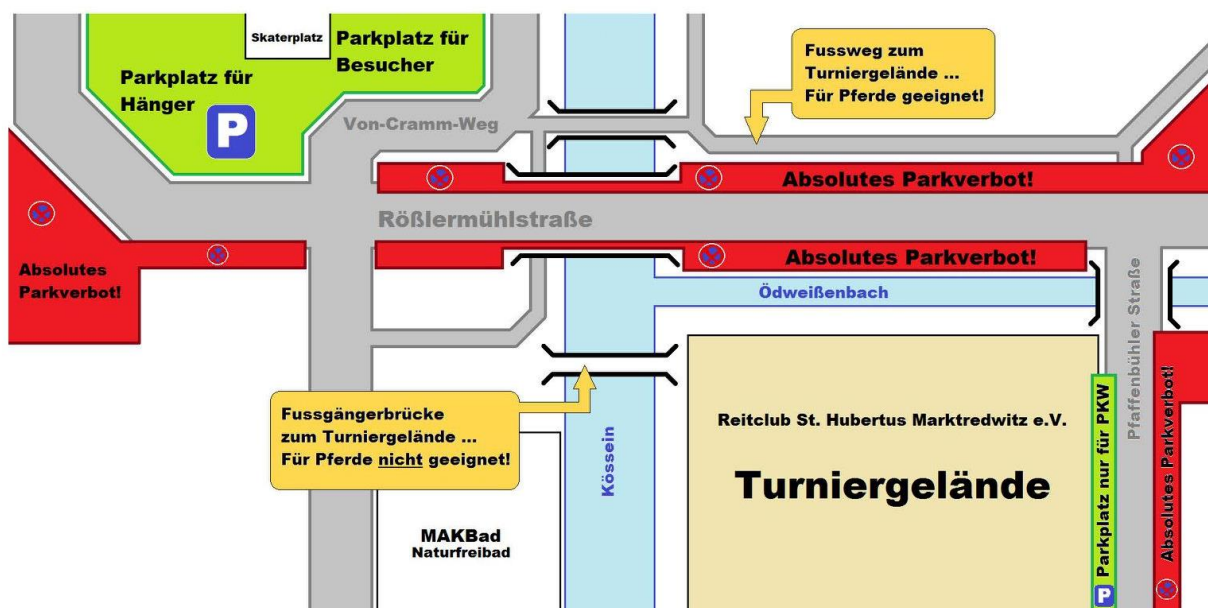 Skaterplatz
Parkplatz für
Besucher
Parkplatz für
Hänger
P
Fussweg zum
Turniergelände ...
Für Pferde geeignet!
Von-Cramm-Weg
Absolutes Parkverbot!
Rößlermühlstraße
Absolutes
Parkverbot!
Absolutes Parkverbot!
Ödweißenbach
Pfaffenbühler Straße
Fussgängerbrücke
zum Turniergelände ...
Für Pferde nicht geeignet!
Kössein
Reitclub St. Hubertus Marktredwitz e.V.
Turniergelände
Parkplatz nur für PKW
P
Absolutes Parkverbot!
MAKBad
Naturfreibad